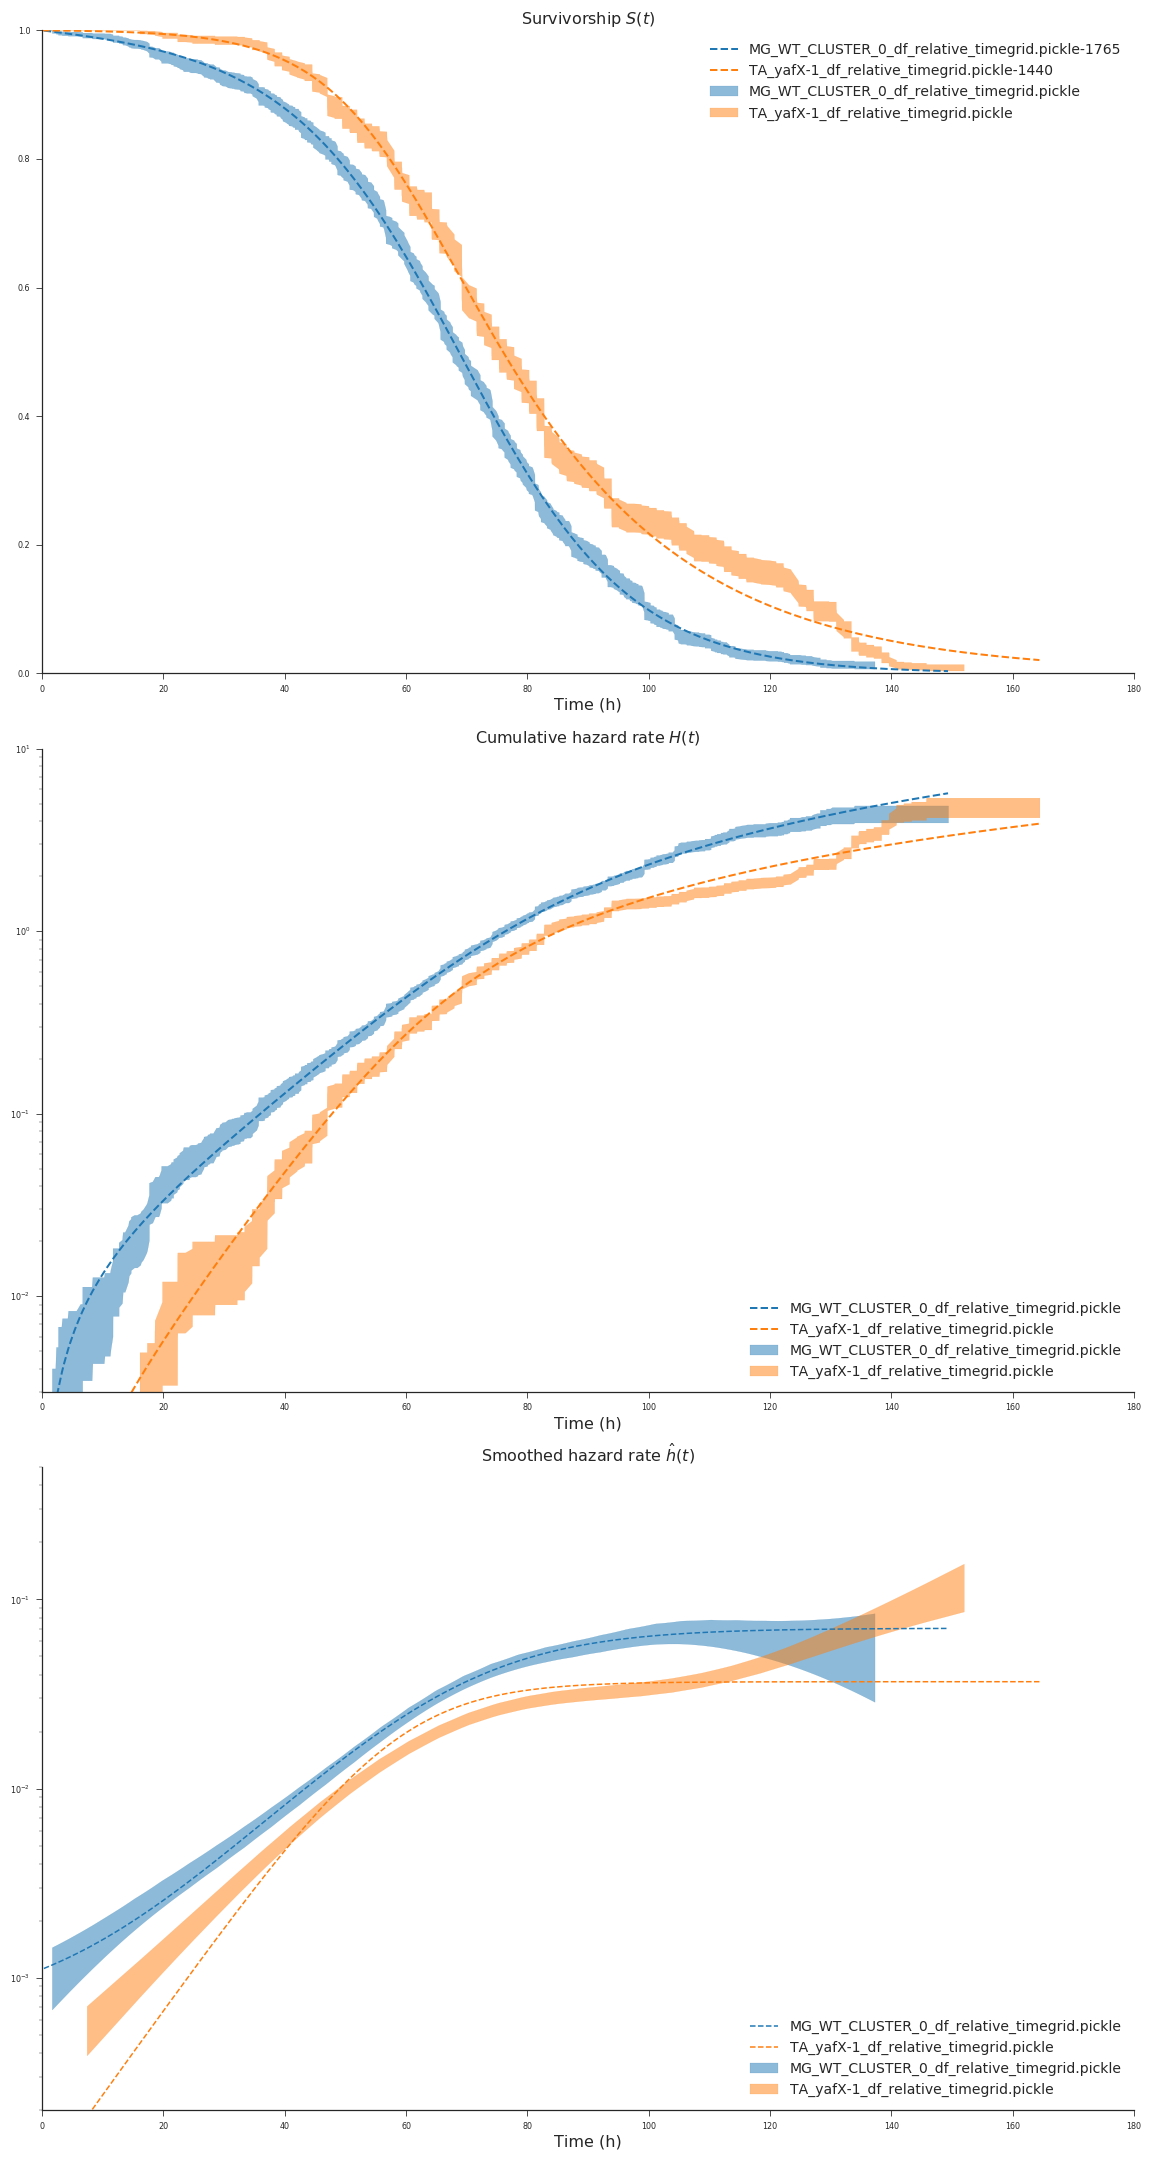 Survivorship S(t)
1.0
0.8
0.6
0.4
0.2
0.0
MG_WT_CLUSTER_0_df_relative_timegrid.pickle-1765
TA_yafX-1_df_relative_timegrid.pickle-1440
MG_WT_CLUSTER_0_df_relative_timegrid.pickle
TA_yafX-1_df_relative_timegrid.pickle
0 20 40 60 80 100 120 140 160 180
Time (h)
Cumulative hazard rate H(t)
10¹
10⁰
10⁻¹
10⁻²
MG_WT_CLUSTER_0_df_relative_timegrid.pickle
TA_yafX-1_df_relative_timegrid.pickle
MG_WT_CLUSTER_0_df_relative_timegrid.pickle
TA_yafX-1_df_relative_timegrid.pickle
0 20 40 60 80 100 120 140 160 180
Time (h)
Smoothed hazard rate ĥ(t)
10⁻¹
10⁻²
10⁻³
MG_WT_CLUSTER_0_df_relative_timegrid.pickle
TA_yafX-1_df_relative_timegrid.pickle
MG_WT_CLUSTER_0_df_relative_timegrid.pickle
TA_yafX-1_df_relative_timegrid.pickle
0 20 40 60 80 100 120 140 160 180
Time (h)